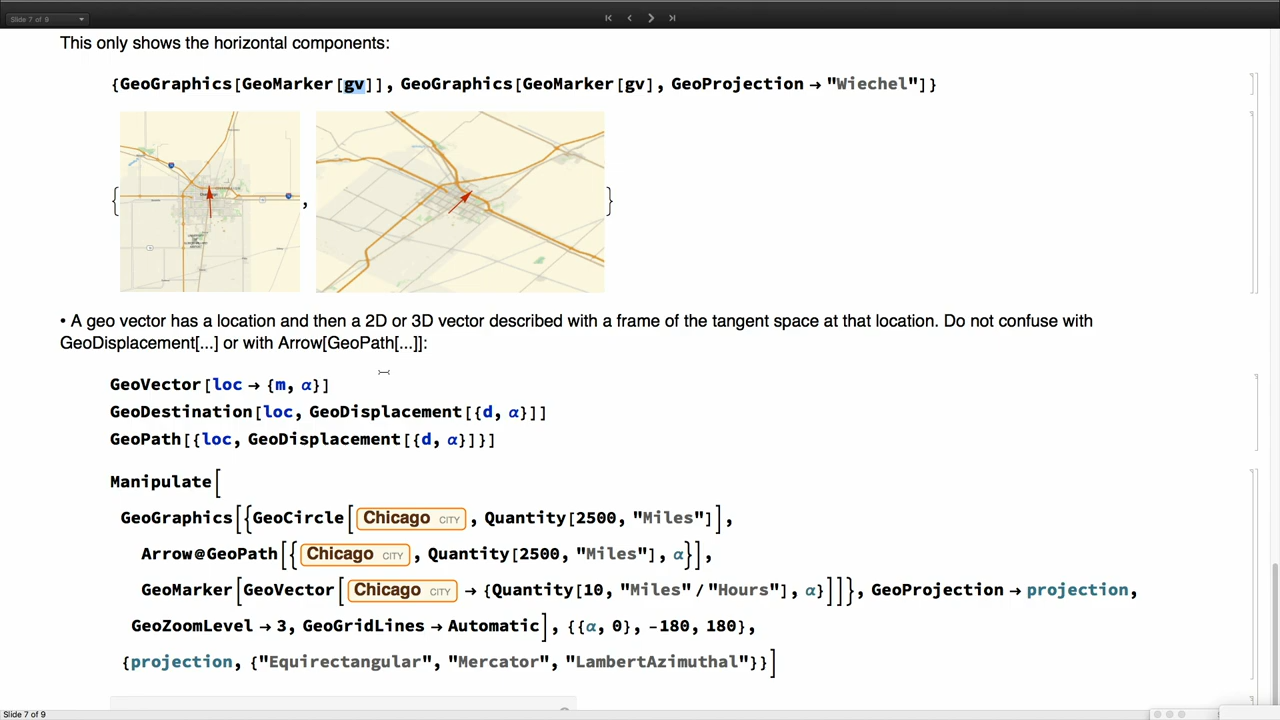 Slide 7 of 9
This only shows the horizontal components:
{GeoGraphics[GeoMarker[gv]], GeoGraphics[GeoMarker[gv], GeoProjection → "Wiechel"]}
{ , }
• A geo vector has a location and then a 2D or 3D vector described with a frame of the tangent space at that location. Do not confuse with
GeoDisplacement[...] or with Arrow[GeoPath[...]]:
GeoVector[loc → {m, α}]
GeoDestination[loc, GeoDisplacement[{d, α}]]
GeoPath[{loc, GeoDisplacement[{d, α}]}]
Manipulate[
GeoGraphics[{GeoCircle[Chicago CITY, Quantity[2500, "Miles"]],
Arrow@GeoPath[{Chicago CITY, Quantity[2500, "Miles"], α}],
GeoMarker[GeoVector[Chicago CITY → {Quantity[10, "Miles"/"Hours"], α}]]}, GeoProjection → projection,
GeoZoomLevel → 3, GeoGridLines → Automatic], {{α, 0}, -180, 180},
{projection, {"Equirectangular", "Mercator", "LambertAzimuthal"}}]
Slide 7 of 9